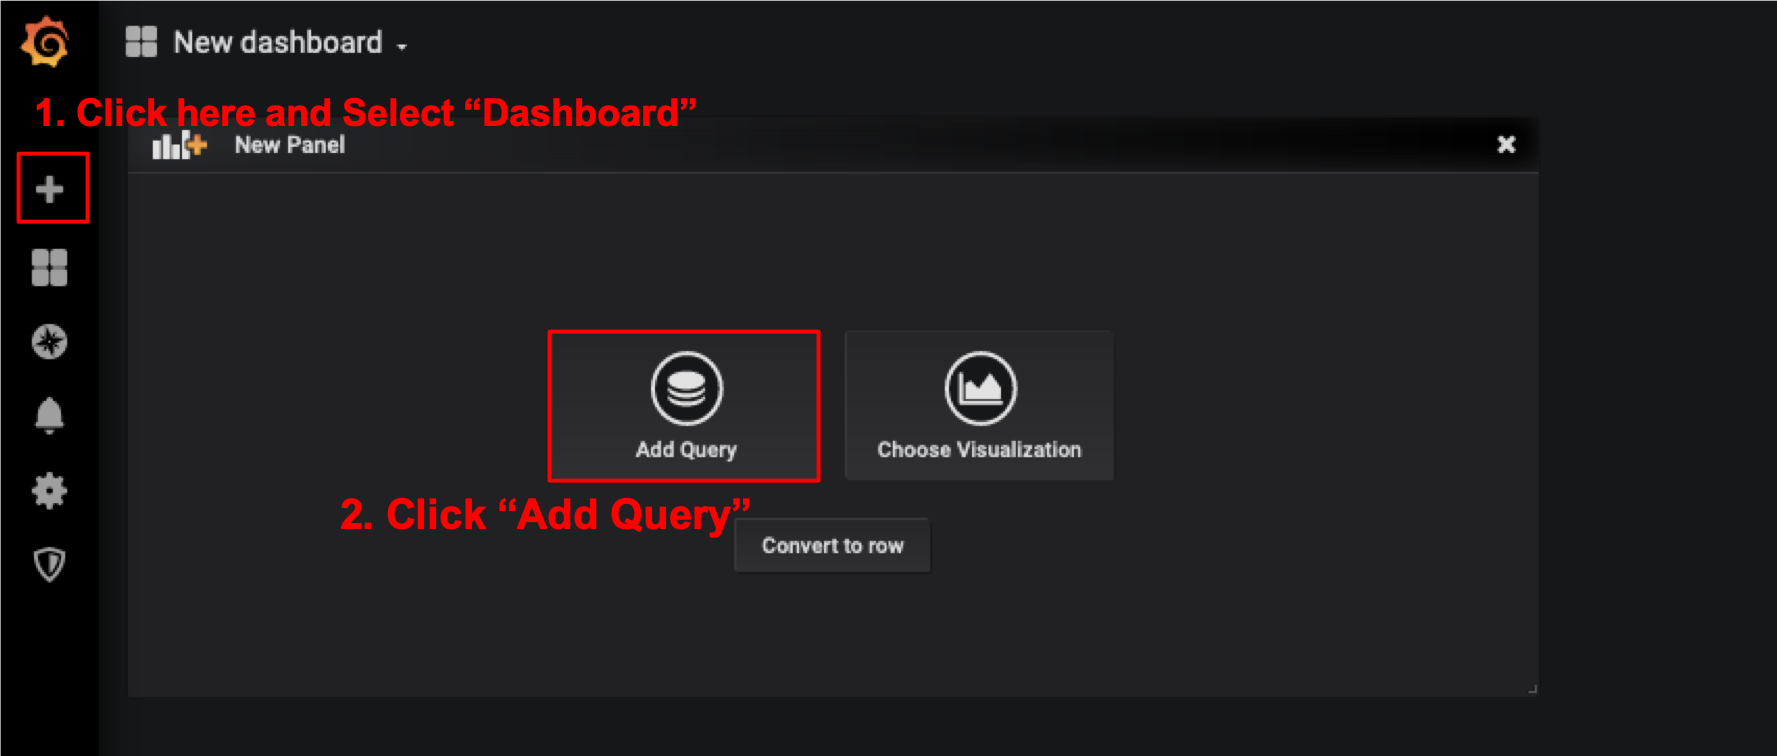 New dashboard
1. Click here and Select “Dashboard”
New Panel
Add Query
Choose Visualization
2. Click “Add Query”
Convert to row